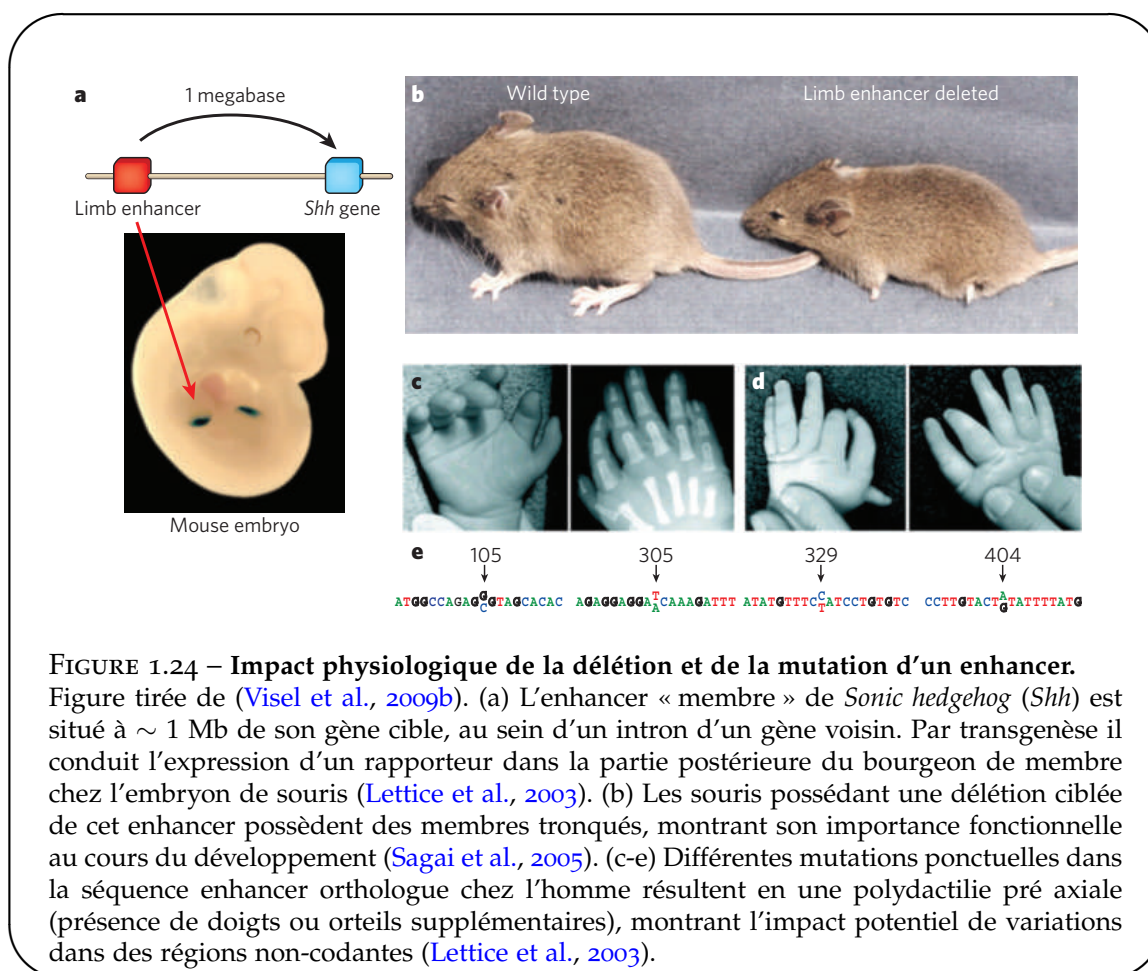 a
1 megabase
Limb enhancer
Shh gene
Mouse embryo
b
Wild type
Limb enhancer deleted
c
d
e
105
305
329
404
ATGGCCAGAGGGTAGCACAC AGAGGAGGATCAAAGATTT ATATGTTTCCATCCTGTGTC CCTTGTACTATATTTTATG
C A T G
FIGURE 1.24 – Impact physiologique de la délétion et de la mutation d'un enhancer.
Figure tirée de (Visel et al., 2009b). (a) L'enhancer « membre » de Sonic hedgehog (Shh) est
situé à ∼ 1 Mb de son gène cible, au sein d'un intron d'un gène voisin. Par transgenèse il
conduit l'expression d'un rapporteur dans la partie postérieure du bourgeon de membre
chez l'embryon de souris (Lettice et al., 2003). (b) Les souris possédant une délétion ciblée
de cet enhancer possèdent des membres tronqués, montrant son importance fonctionnelle
au cours du développement (Sagai et al., 2005). (c-e) Différentes mutations ponctuelles dans
la séquence enhancer orthologue chez l'homme résultent en une polydactilie pré axiale
(présence de doigts ou orteils supplémentaires), montrant l'impact potentiel de variations
dans des régions non-codantes (Lettice et al., 2003).